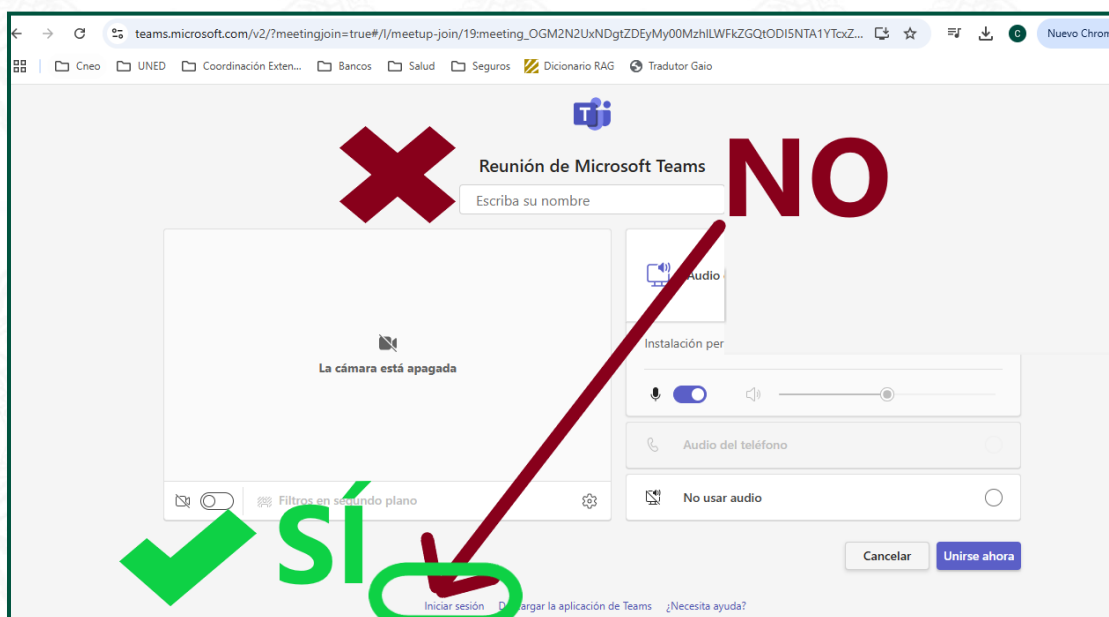 teams.microsoft.com/v2/?meetingjoin=true#/l/meetup-join/19:meeting_OGM2N2UxNDgtZDEyMy00MzhlLWFkZGQtODI5NTA1YTcxZ...
C
Nuevo Chrom
Cneo UNED Coordinación Exten... Bancos Salud Seguros Dicionario RAG Tradutor Gaio
T
Reunión de Microsoft Teams
NO
Escriba su nombre
Audio
Instalación per
La cámara está apagada
Audio del teléfono
Filtros en segundo plano
No usar audio
SÍ
Cancelar Unirse ahora
Iniciar sesión la aplicación de Teams ¿Necesita ayuda?